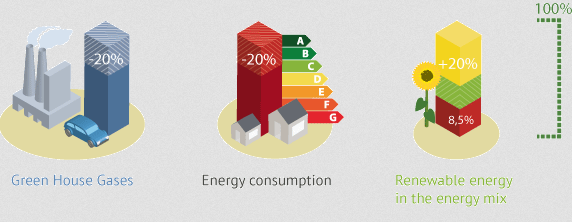 100%
-20%
-20%
A
B
C
D
E
F
G
+20%
8,5%
Green House Gases
Energy consumption
Renewable energy
in the energy mix